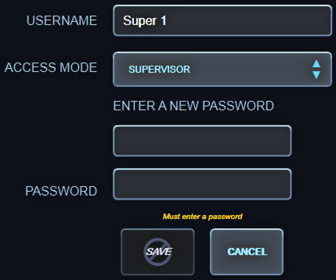 USERNAME
Super 1
ACCESS MODE
SUPERVISOR
ENTER A NEW PASSWORD
PASSWORD
Must enter a password
SAVE
CANCEL